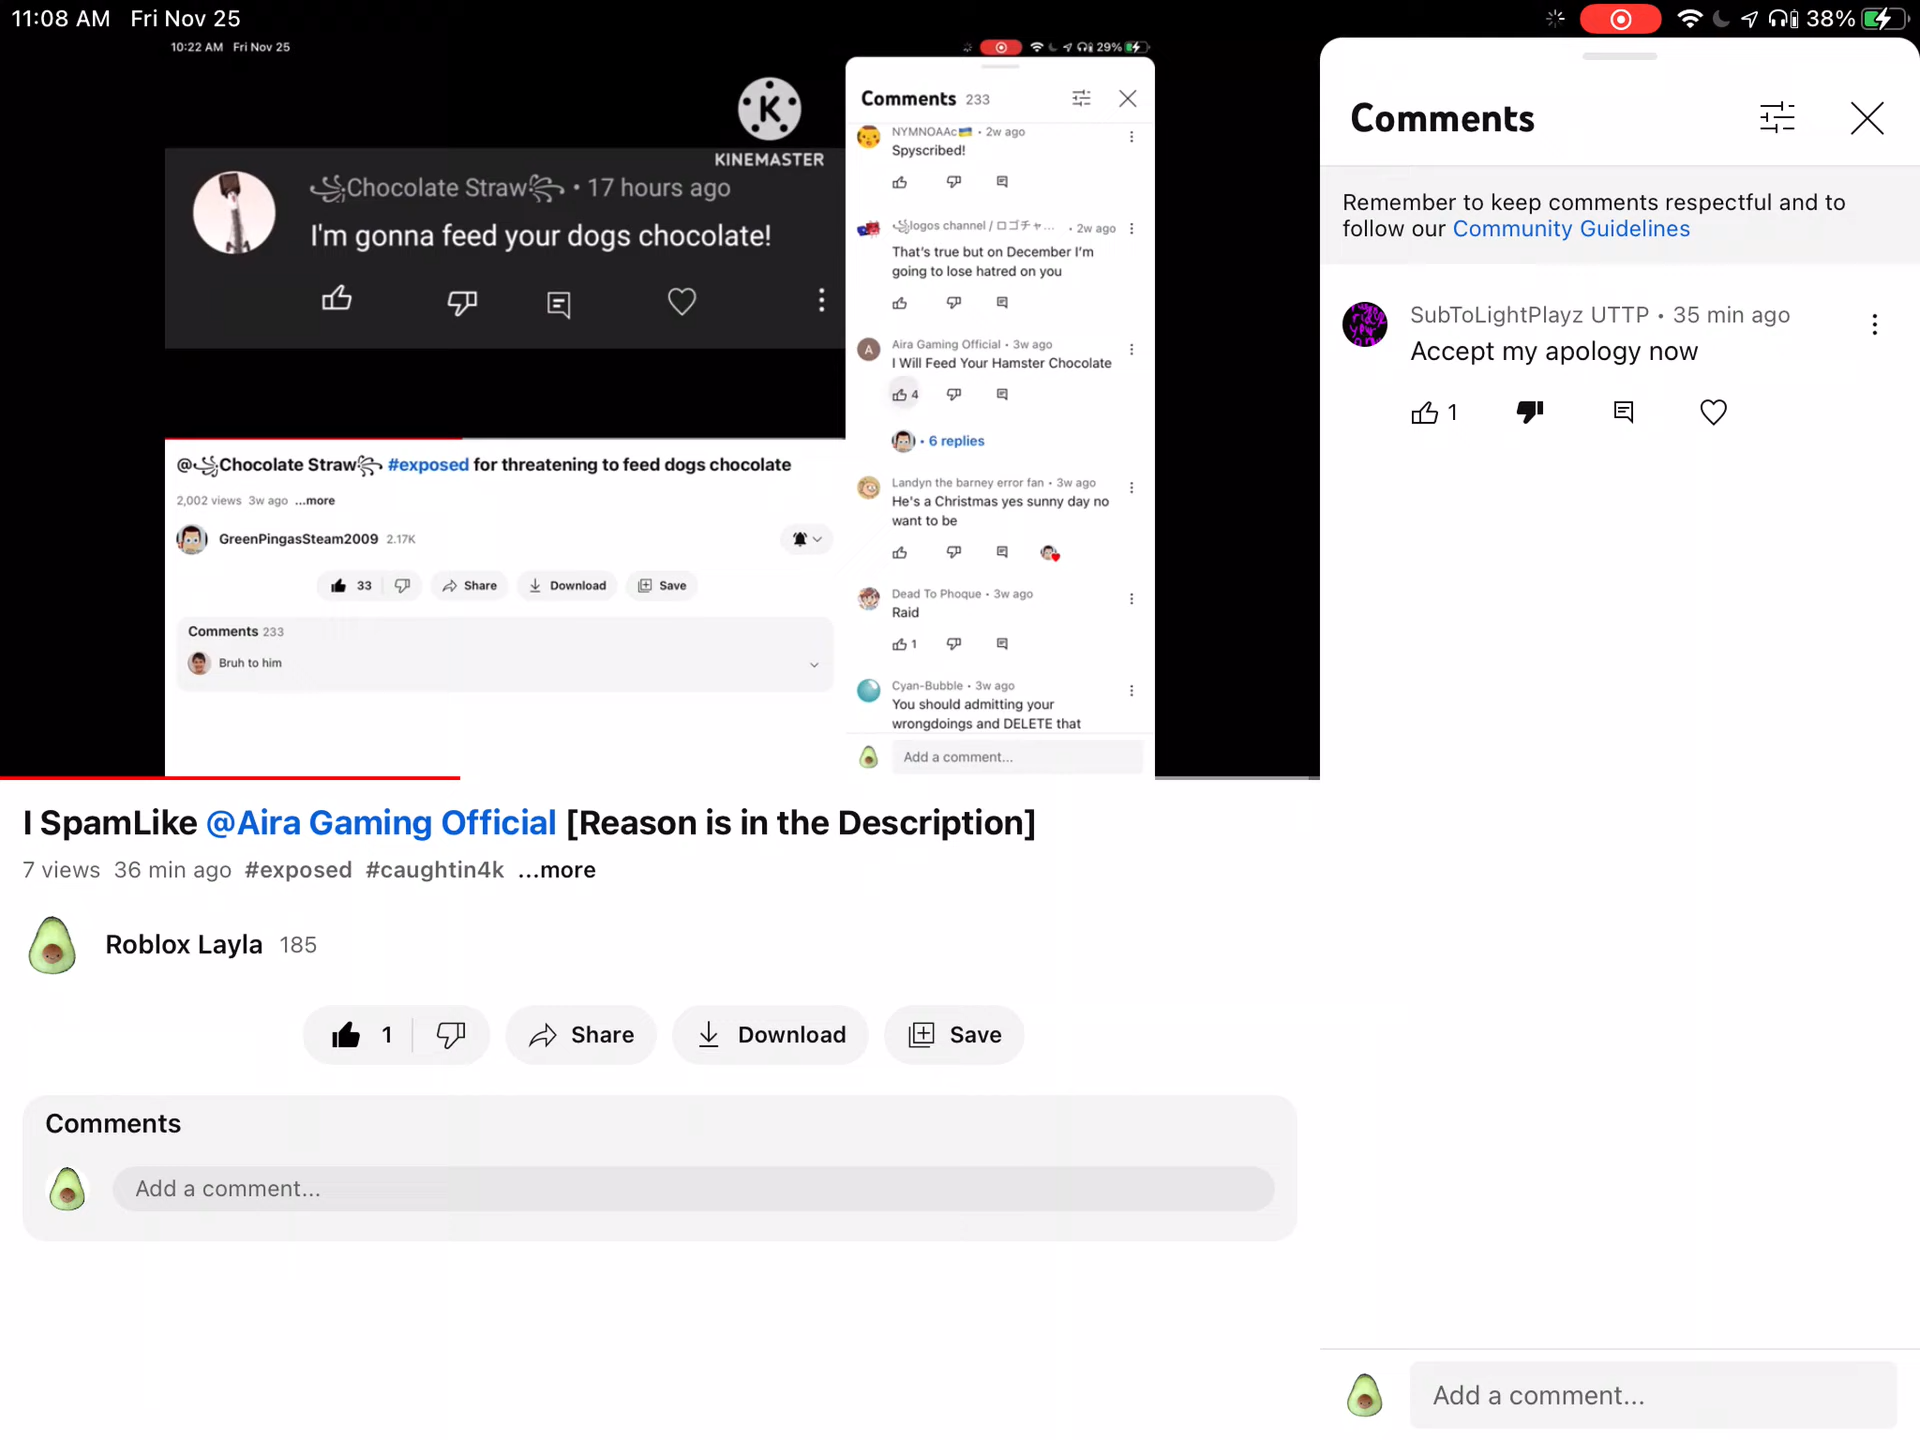 11:08 AM Fri Nov 25
38%
10:22 AM Fri Nov 25
29%
K
KINEMASTER
꧁Chocolate Straw꧂ • 17 hours ago
I'm gonna feed your dogs chocolate!
@꧁Chocolate Straw꧂ #exposed for threatening to feed dogs chocolate
2,002 views 3w ago ...more
GreenPingasSteam2009 2.17K
33
Share
Download
Save
Comments 233
Bruh to him
Comments 233
NYMNOAAc • 2w ago
Spyscribed!
꧁logos channel / ロゴチャ... • 2w ago
That's true but on December I'm
going to lose hatred on you
A
Aira Gaming Official • 3w ago
I Will Feed Your Hamster Chocolate
4
• 6 replies
Landyn the barney error fan • 3w ago
He's a Christmas yes sunny day no
want to be
Dead To Phoque • 3w ago
Raid
1
Cyan-Bubble • 3w ago
You should admitting your
wrongdoings and DELETE that
Add a comment...
I SpamLike @Aira Gaming Official [Reason is in the Description]
7 views 36 min ago #exposed #caughtin4k ...more
Roblox Layla 185
1
Share
Download
Save
Comments
Add a comment...
Comments
Remember to keep comments respectful and to
follow our Community Guidelines
SubToLightPlayz UTTP • 35 min ago
Accept my apology now
1
Add a comment...